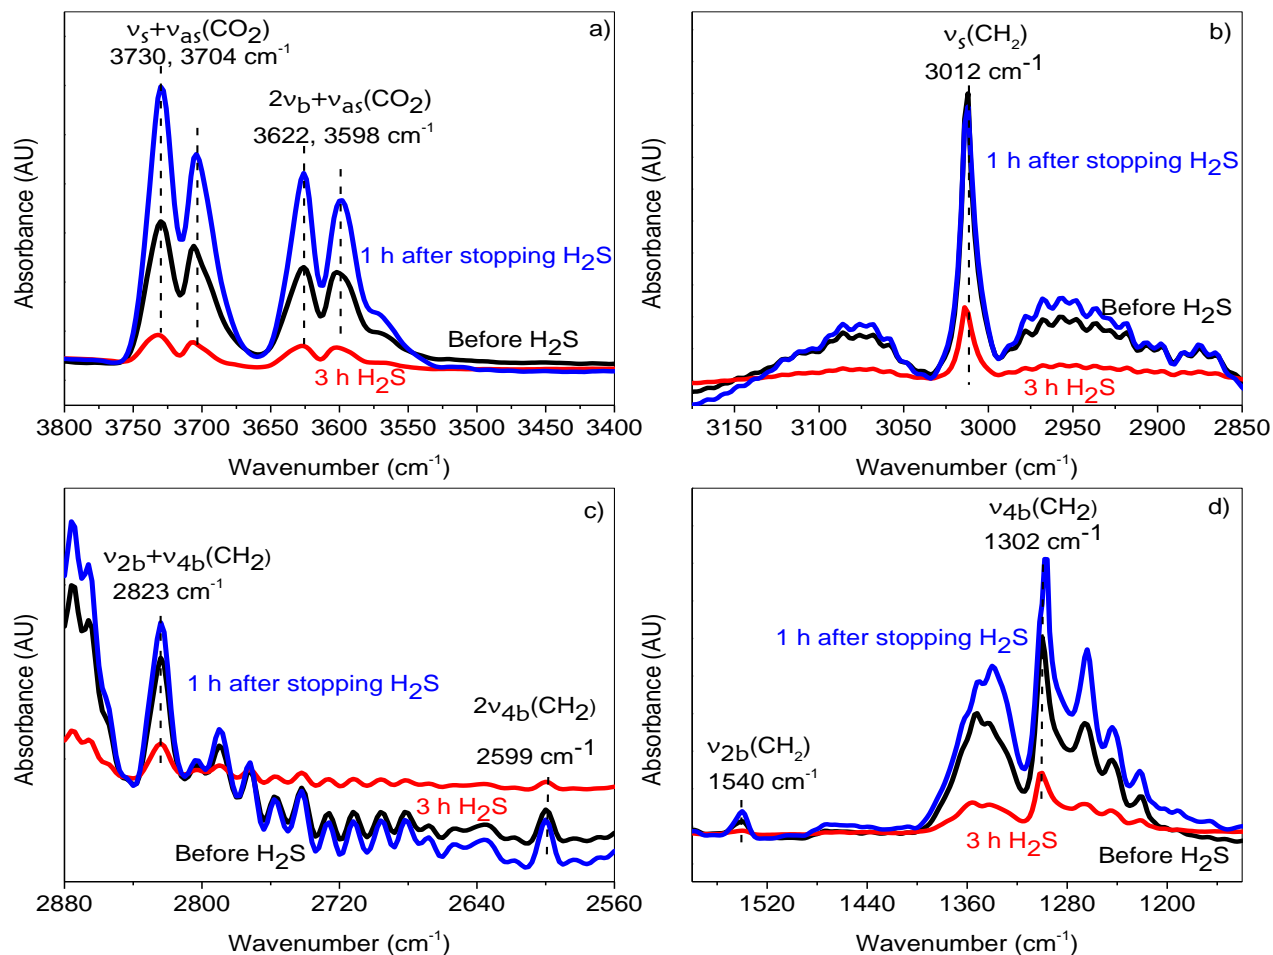 a)
νs+νas(CO2)
3730, 3704 cm-1
2νb+νas(CO2)
3622, 3598 cm-1
1 h after stopping H2S
Before H2S
3 h H2S
Absorbance (AU)
3800 3750 3700 3650 3600 3550 3500 3450 3400
Wavenumber (cm-1)
b)
νs(CH2)
3012 cm-1
1 h after stopping H2S
Before H2S
3 h H2S
Absorbance (AU)
3150 3100 3050 3000 2950 2900 2850
Wavenumber (cm-1)
c)
ν2b+ν4b(CH2)
2823 cm-1
1 h after stopping H2S
2ν4b(CH2)
2599 cm-1
3 h H2S
Before H2S
Absorbance (AU)
2880 2800 2720 2640 2560
Wavenumber (cm-1)
d)
ν4b(CH2)
1302 cm-1
1 h after stopping H2S
ν2b(CH2)
1540 cm-1
3 h H2S
Before H2S
Absorbance (AU)
1520 1440 1360 1280 1200
Wavenumber (cm-1)